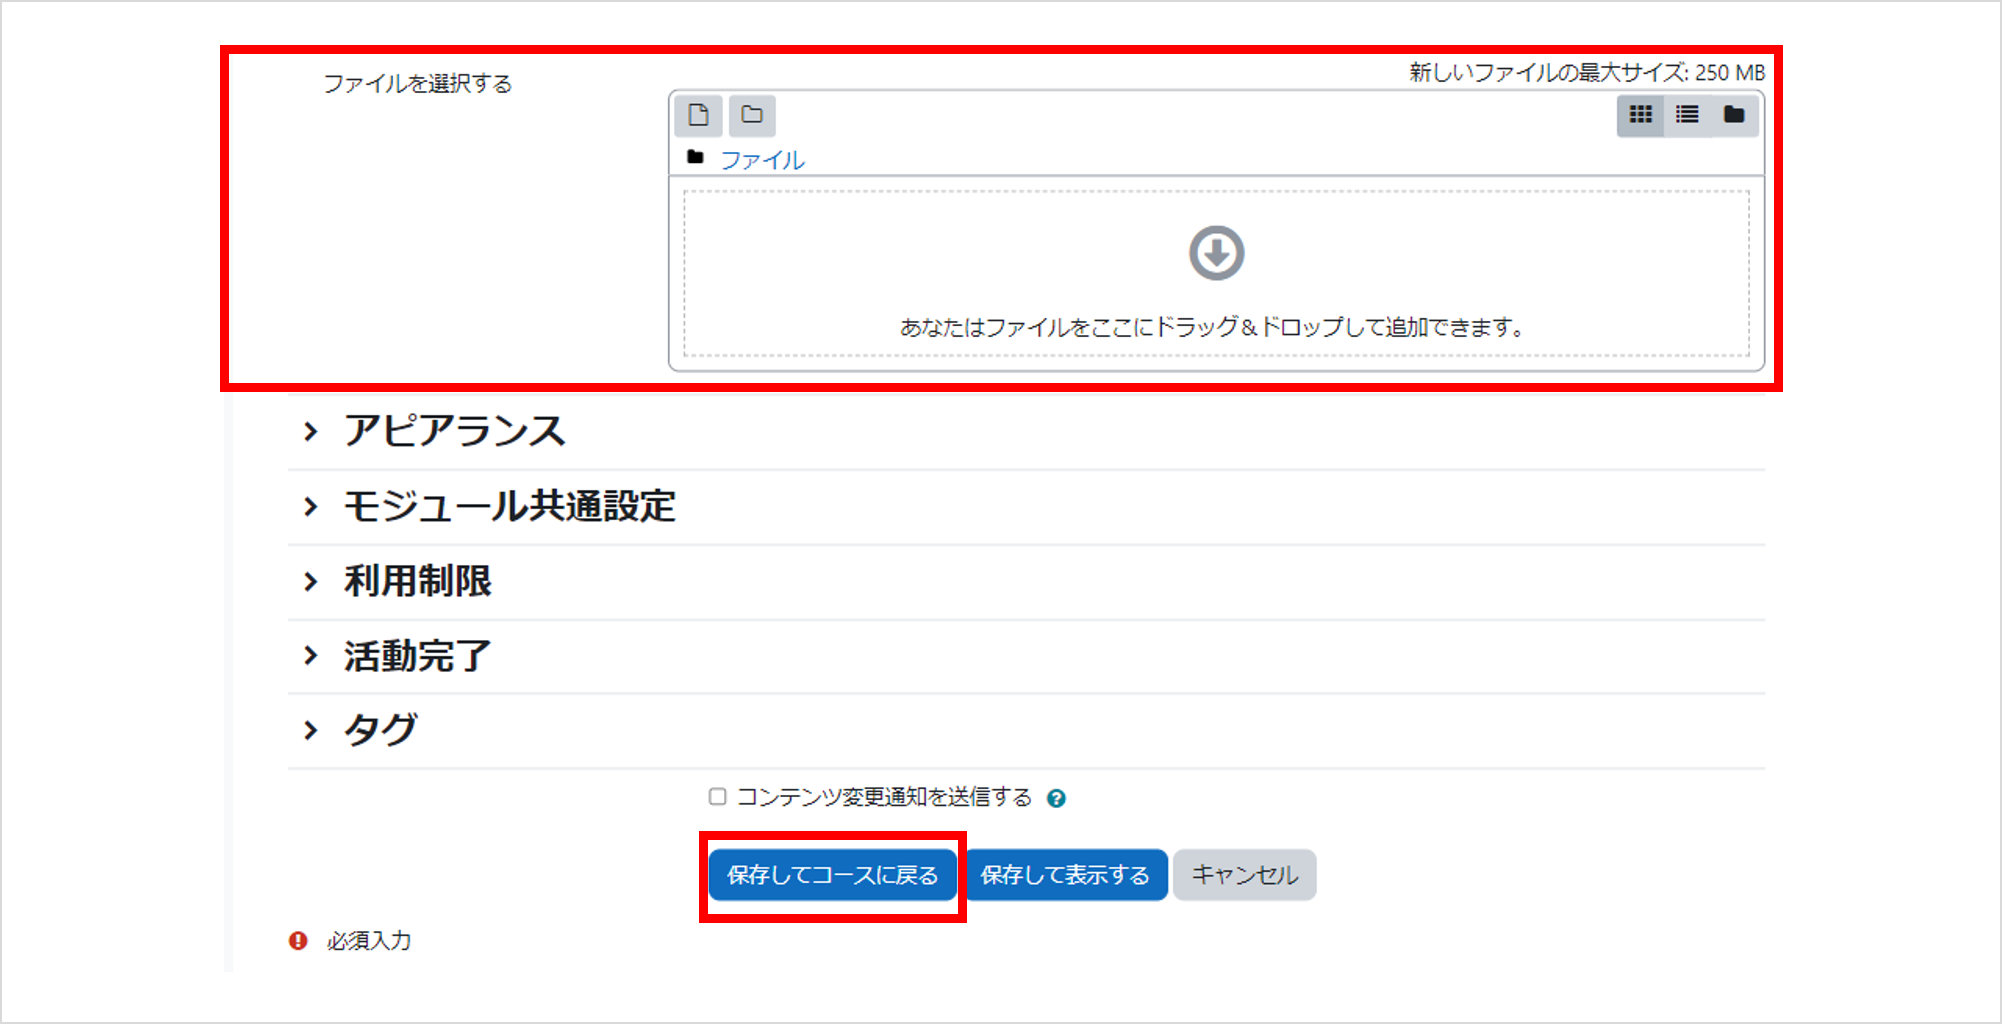 ファイルを選択する
新しいファイルの最大サイズ: 250 MB
ファイル
あなたはファイルをここにドラッグ＆ドロップして追加できます。
アピアランス
モジュール共通設定
利用制限
活動完了
タグ
コンテンツ変更通知を送信する
保存してコースに戻る 保存して表示する キャンセル
必須入力